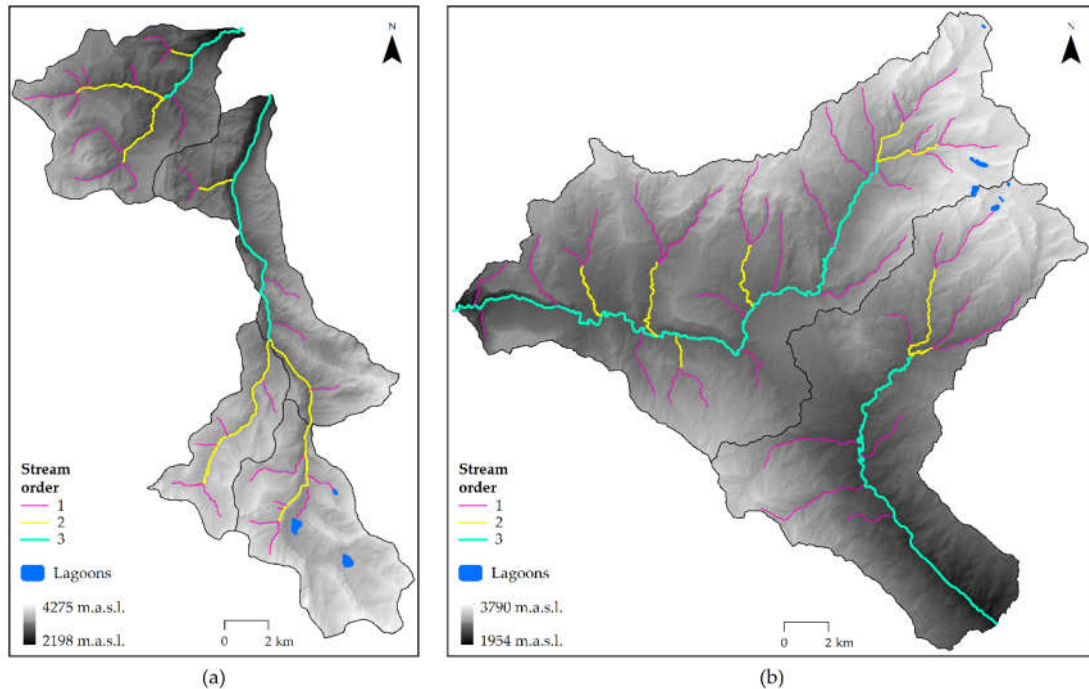 N
Stream
order
1
2
3
Lagoons
4275 m.a.s.l.
2198 m.a.s.l.
0 2 km
(a)
N
Stream
order
1
2
3
Lagoons
3790 m.a.s.l.
1954 m.a.s.l.
0 2 km
(b)